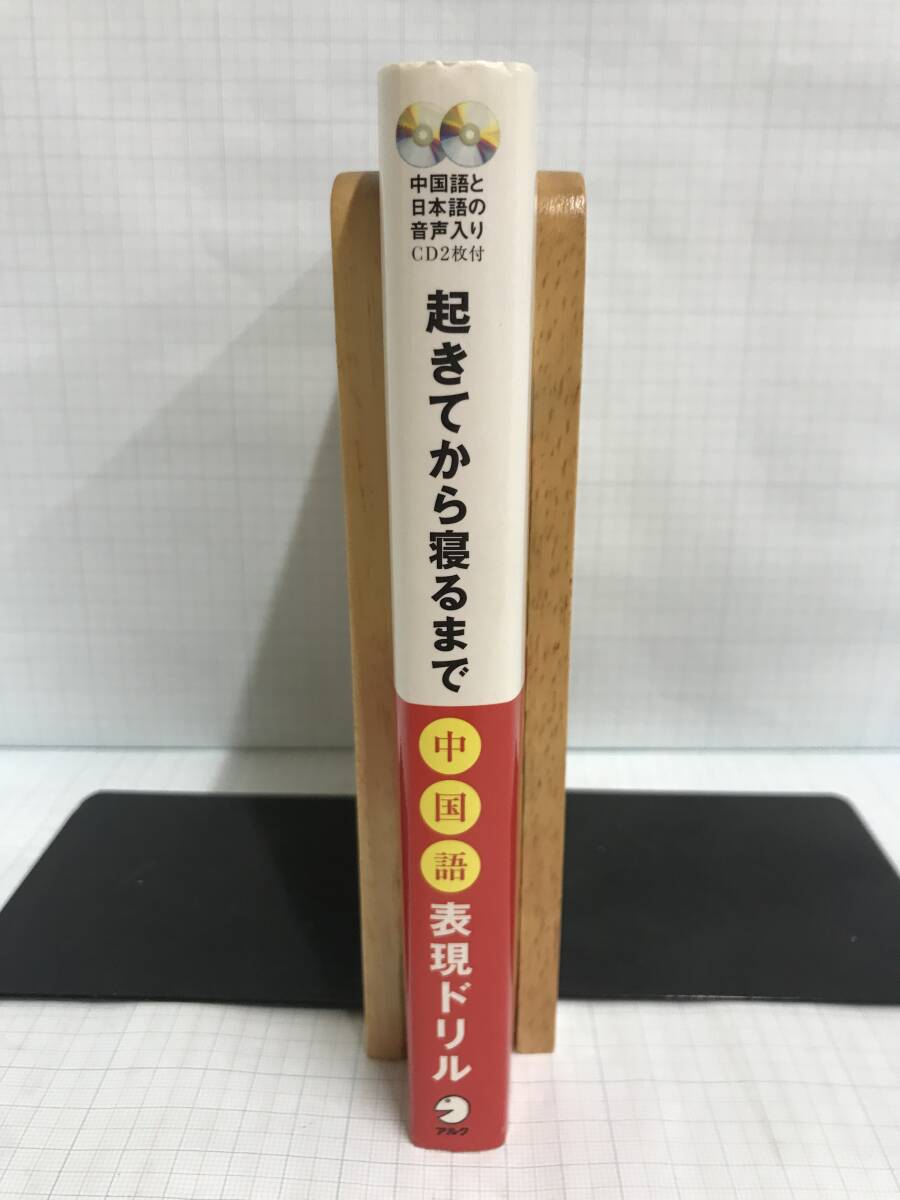 中国語と
日本語の
音声入り
CD2枚付
起きてから寝るまで
中国語
表現ドリル
アルク